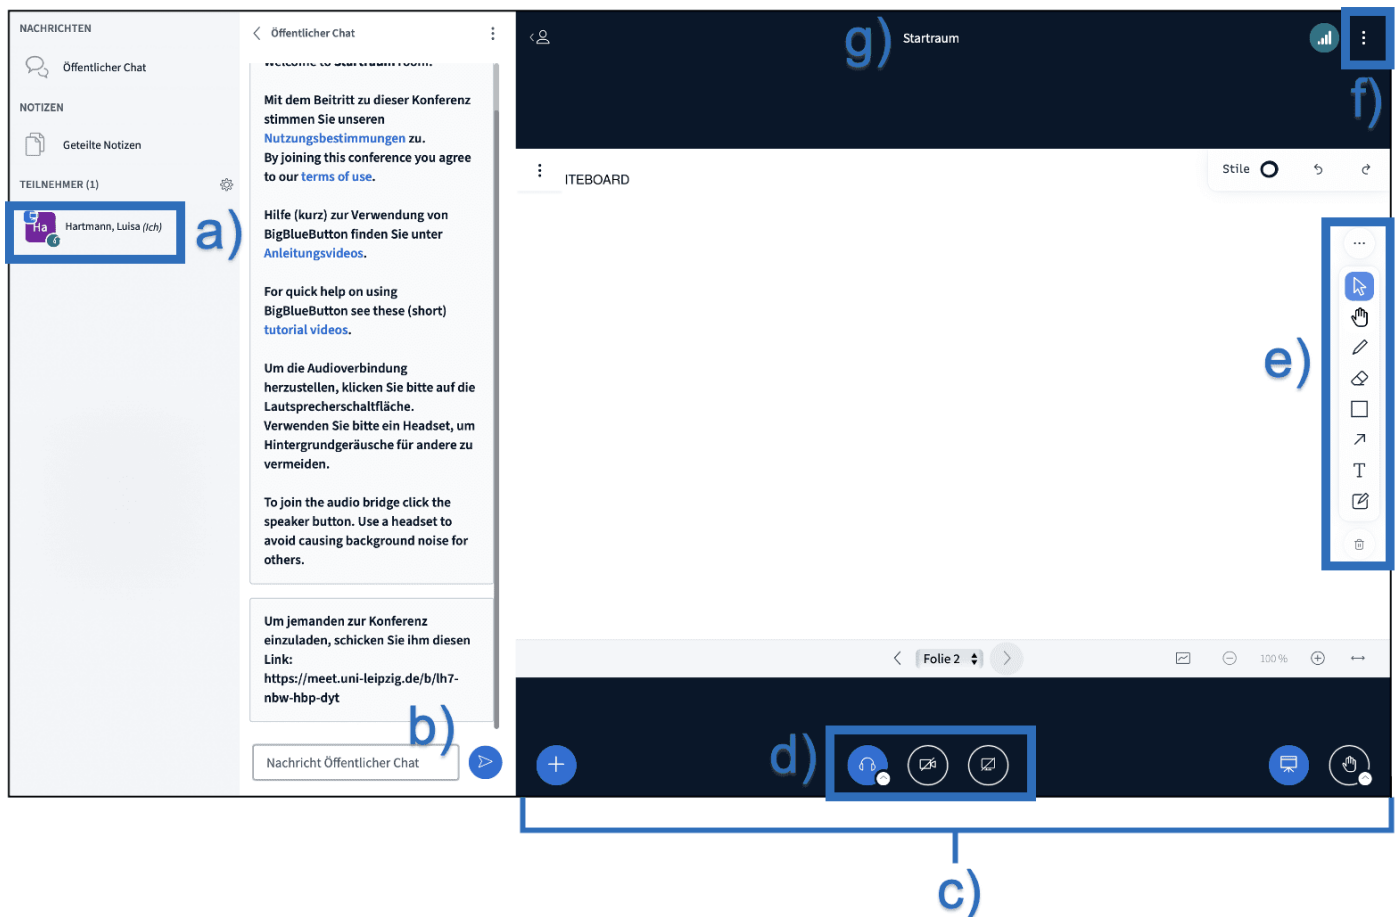 NACHRICHTEN
Öffentlicher Chat
NOTIZEN
Geteilte Notizen
TEILNEHMER (1)
Ha
Hartmann, Luisa (Ich)
a)
Öffentlicher Chat
Welcome to Startraum room!
Mit dem Beitritt zu dieser Konferenz
stimmen Sie unseren
Nutzungsbestimmungen zu.
By joining this conference you agree
to our terms of use.
Hilfe (kurz) zur Verwendung von
BigBlueButton finden Sie unter
Anleitungsvideos.
For quick help on using
BigBlueButton see these (short)
tutorial videos.
Um die Audioverbindung
herzustellen, klicken Sie bitte auf die
Lautsprecherschaltfläche.
Verwenden Sie bitte ein Headset, um
Hintergrundgeräusche für andere zu
vermeiden.
To join the audio bridge click the
speaker button. Use a headset to
avoid causing background noise for
others.
Um jemanden zur Konferenz
einzuladen, schicken Sie ihm diesen
Link:
https://meet.uni-leipzig.de/b/lh7-
nbw-hbp-dyt
b)
Nachricht Öffentlicher Chat
g)
Startraum
f)
ITEBOARD
Stile
e)
T
Folie 2
100 %
d)
c)